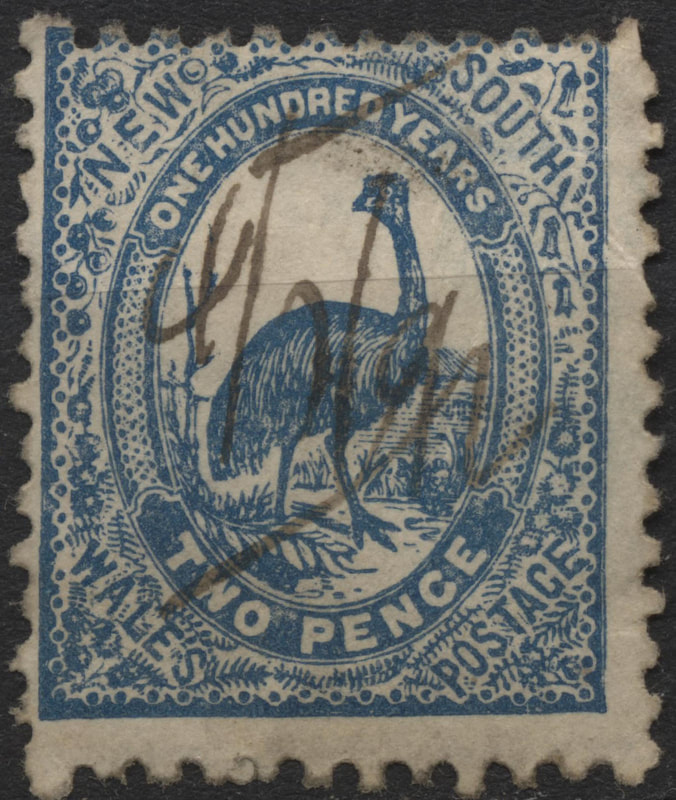 NEW SOUTH
ONE HUNDRED YEARS
TWO PENCE
WALES POSTAGE